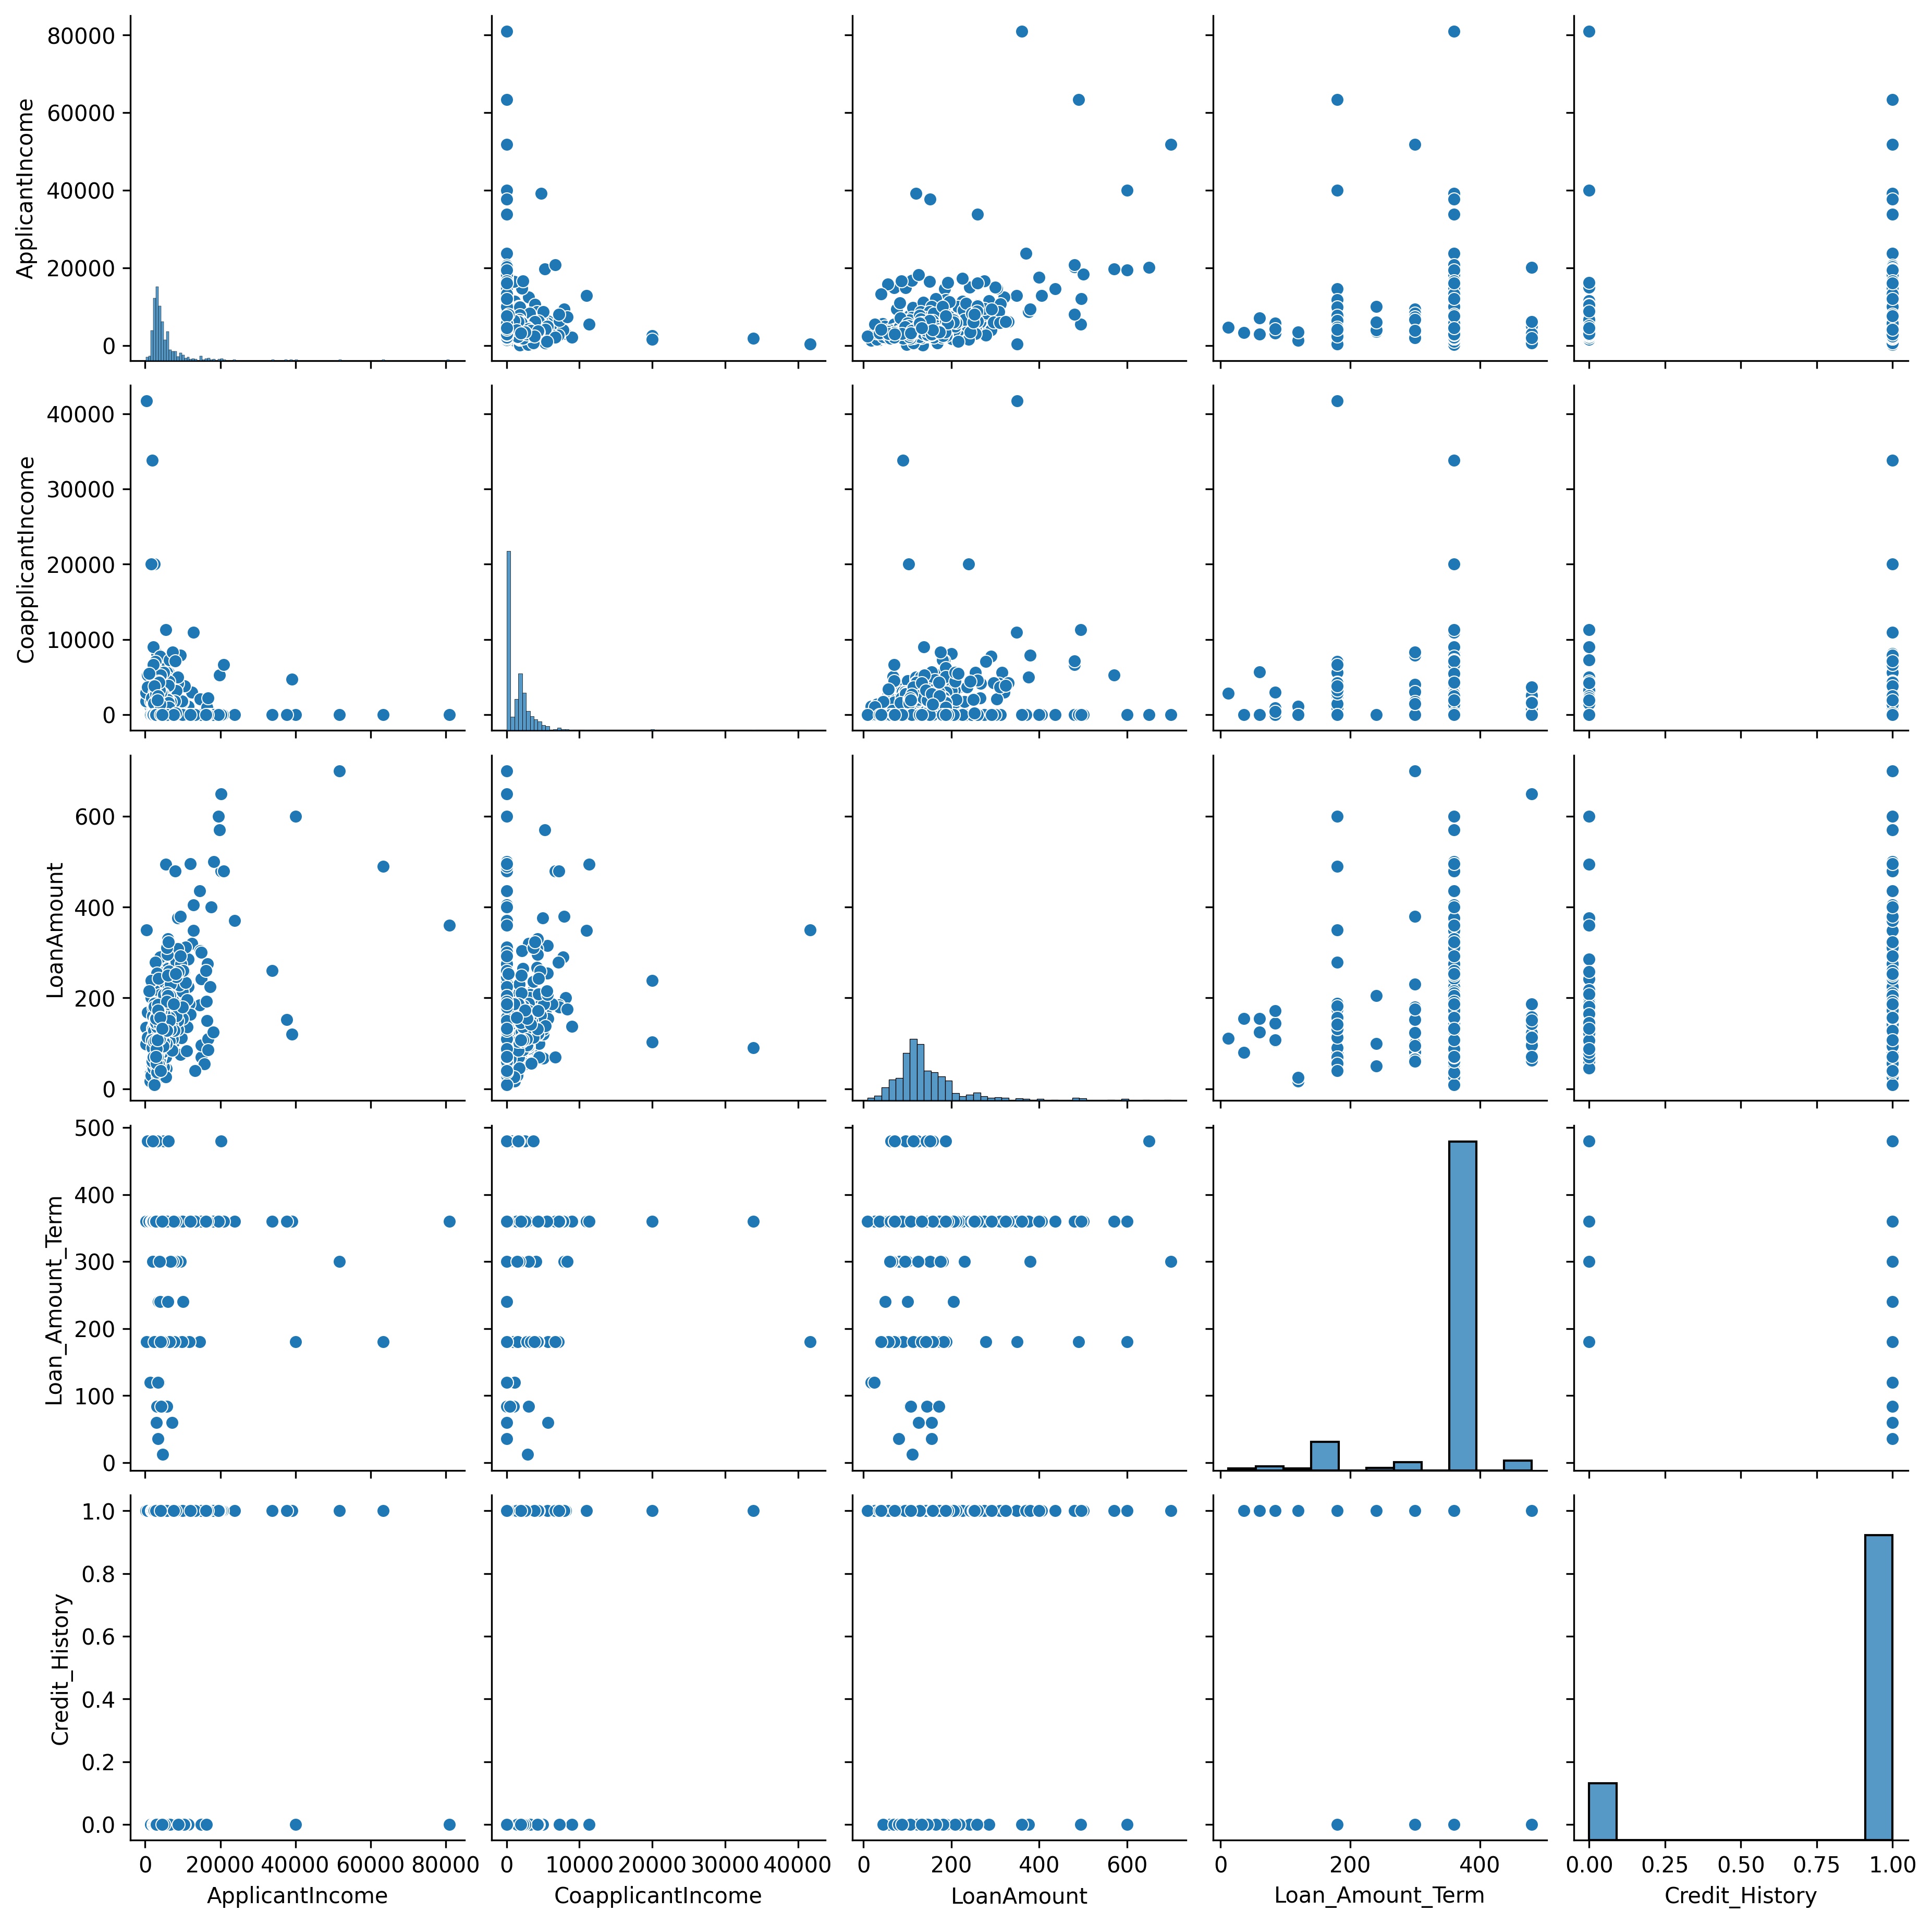 80000
60000
40000
20000
0
ApplicantIncome
40000
30000
20000
10000
0
CoapplicantIncome
600
400
200
0
LoanAmount
500
400
300
200
100
0
Loan_Amount_Term
1.0
0.8
0.6
0.4
0.2
0.0
Credit_History
0 20000 40000 60000 80000
ApplicantIncome
0 10000 20000 30000 40000
CoapplicantIncome
0 200 400 600
LoanAmount
0 200 400
Loan_Amount_Term
0.00 0.25 0.50 0.75 1.00
Credit_History